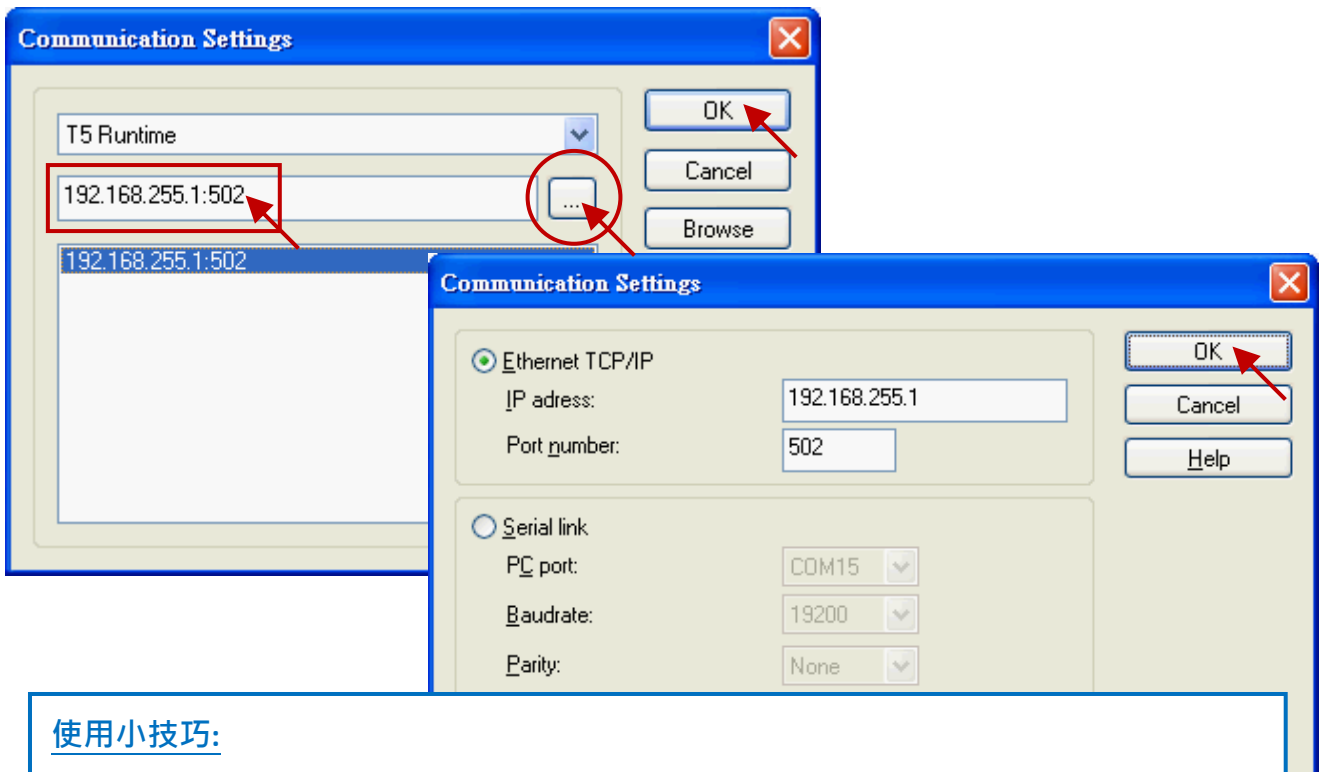 Communication Settings
T5 Runtime
192.168.255.1:502
...
192.168.255.1:502
OK
Cancel
Browse
Communication Settings
Ethernet TCP/IP
IP adress:
192.168.255.1
Port number:
502
OK
Cancel
Help
Serial link
PC port:
COM15
Baudrate:
19200
Parity:
None
使用小技巧: